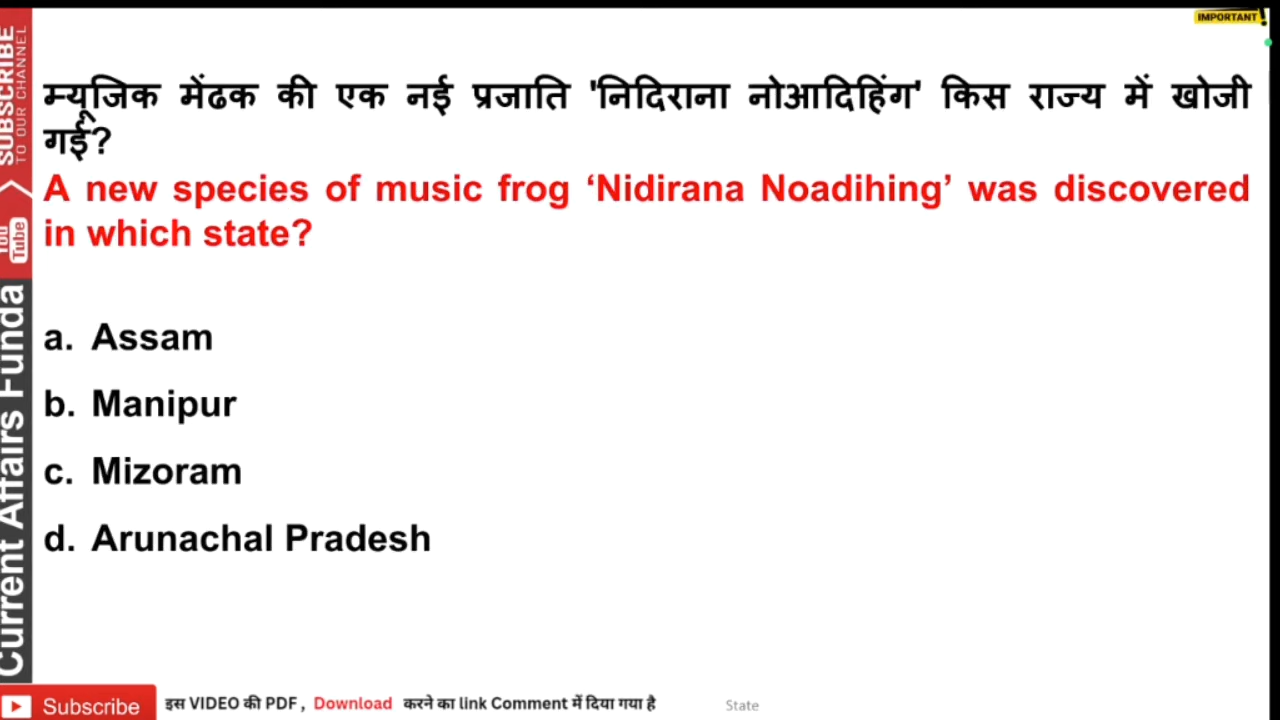 IMPORTANT!
म्यूजिक मेंढक की एक नई प्रजाति 'निदिराना नोआदिहिंग' किस राज्य में खोजी
गई?
A new species of music frog ‘Nidirana Noadihing’ was discovered
in which state?
a. Assam
b. Manipur
c. Mizoram
d. Arunachal Pradesh
SUBSCRIBE
TO OUR CHANNEL
You
Tube
Current Affairs Funda
Subscribe
इस VIDEO की PDF , Download करने का link Comment में दिया गया है
State